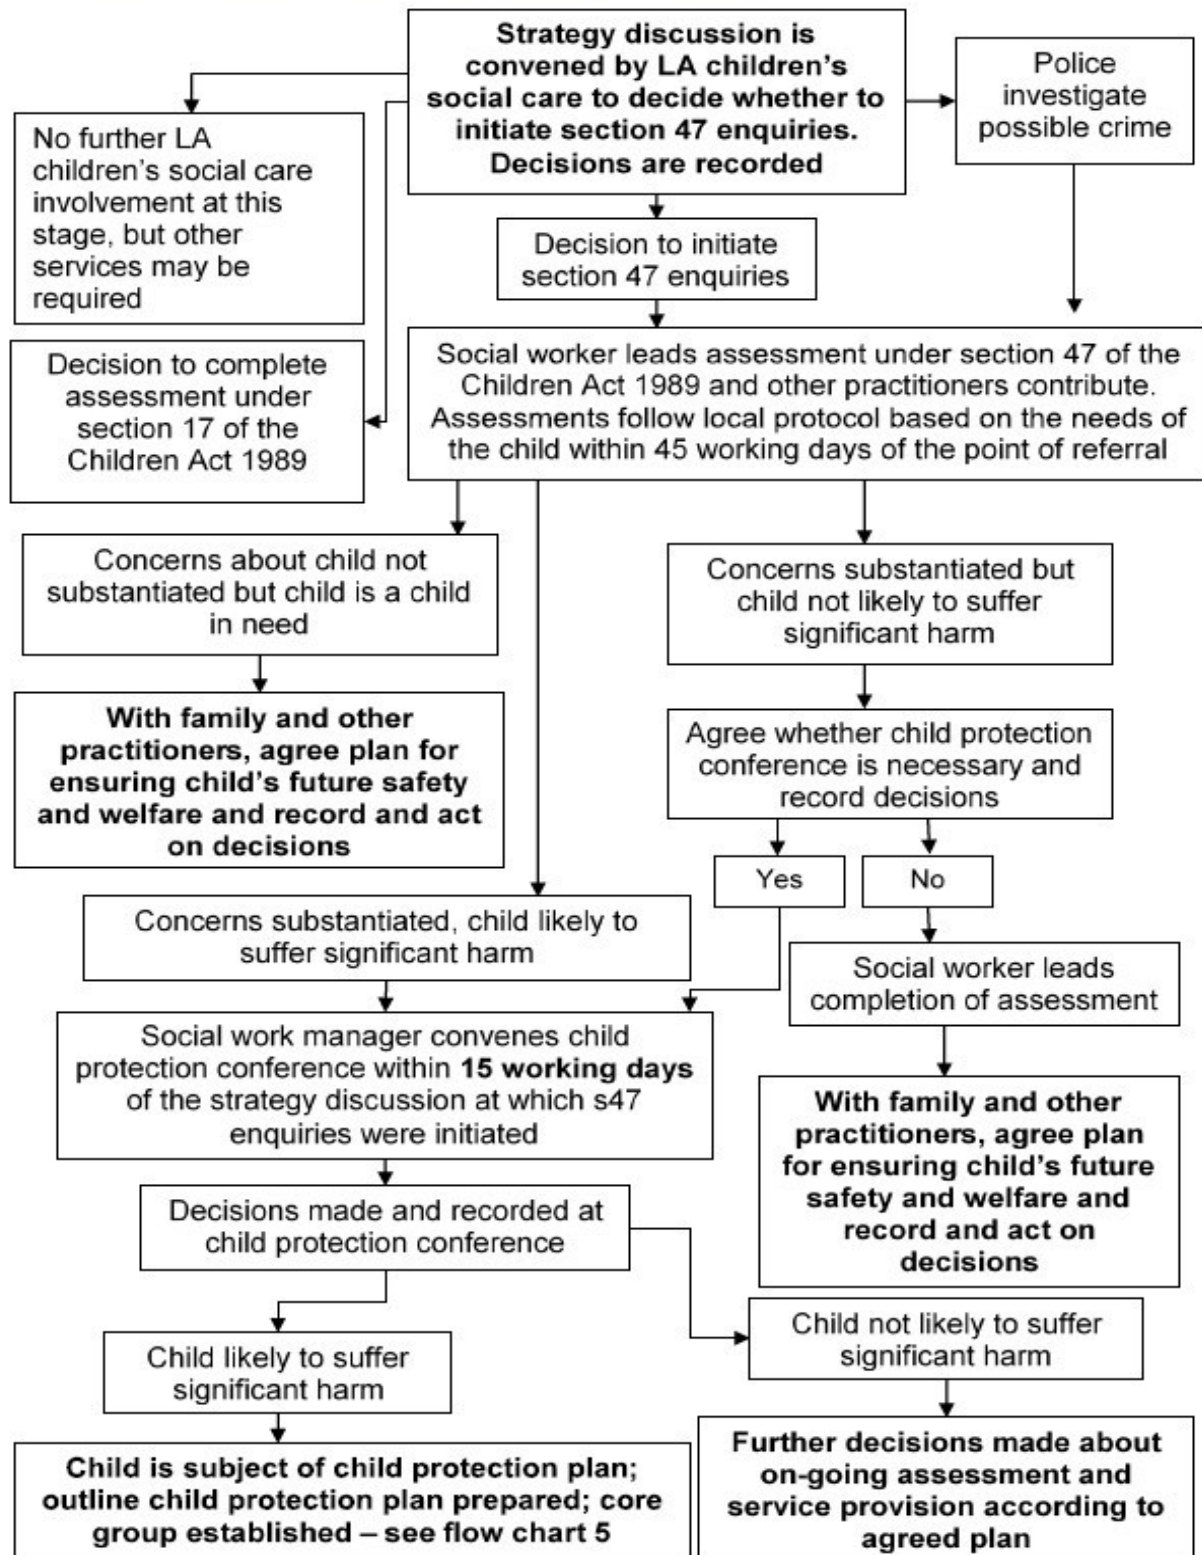 Strategy discussion is
convened by LA children’s
social care to decide whether to
initiate section 47 enquiries.
Decisions are recorded
Police
investigate
possible crime
No further LA
children’s social care
involvement at this
stage, but other
services may be
required
Decision to initiate
section 47 enquiries
Decision to complete
assessment under
section 17 of the
Children Act 1989
Social worker leads assessment under section 47 of the
Children Act 1989 and other practitioners contribute.
Assessments follow local protocol based on the needs of
the child within 45 working days of the point of referral
Concerns about child not
substantiated but child is a child
in need
Concerns substantiated but
child not likely to suffer
significant harm
With family and other
practitioners, agree plan for
ensuring child’s future safety
and welfare and record and act
on decisions
Agree whether child protection
conference is necessary and
record decisions
Yes
No
Concerns substantiated, child likely to
suffer significant harm
Social worker leads
completion of assessment
Social work manager convenes child
protection conference within 15 working days
of the strategy discussion at which s47
enquiries were initiated
With family and other
practitioners, agree plan
for ensuring child’s future
safety and welfare and
record and act on
decisions
Decisions made and recorded at
child protection conference
Child likely to suffer
significant harm
Child not likely to suffer
significant harm
Child is subject of child protection plan;
outline child protection plan prepared; core
group established – see flow chart 5
Further decisions made about
on-going assessment and
service provision according to
agreed plan